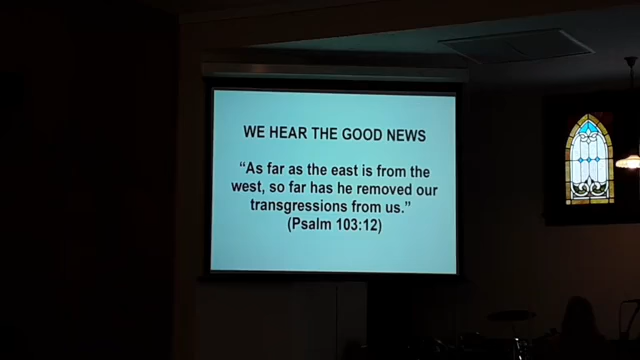 WE HEAR THE GOOD NEWS
“As far as the east is from the
west, so far has he removed our
transgressions from us.”
(Psalm 103:12)